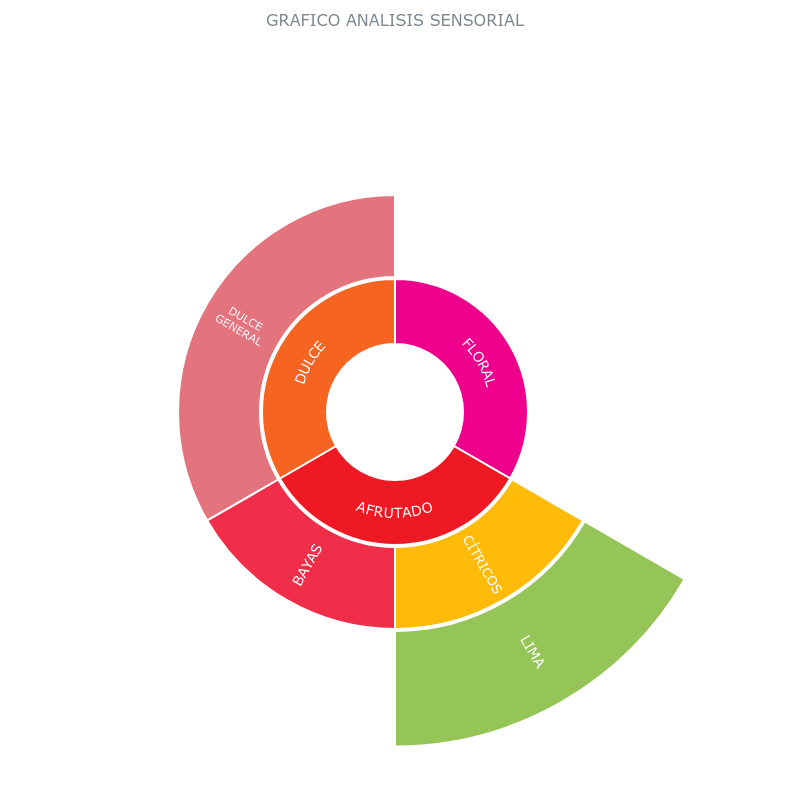 GRAFICO ANALISIS SENSORIAL
DULCE
GENERAL
DULCE
FLORAL
AFRUTADO
BAYAS
CÍTRICOS
LIMA